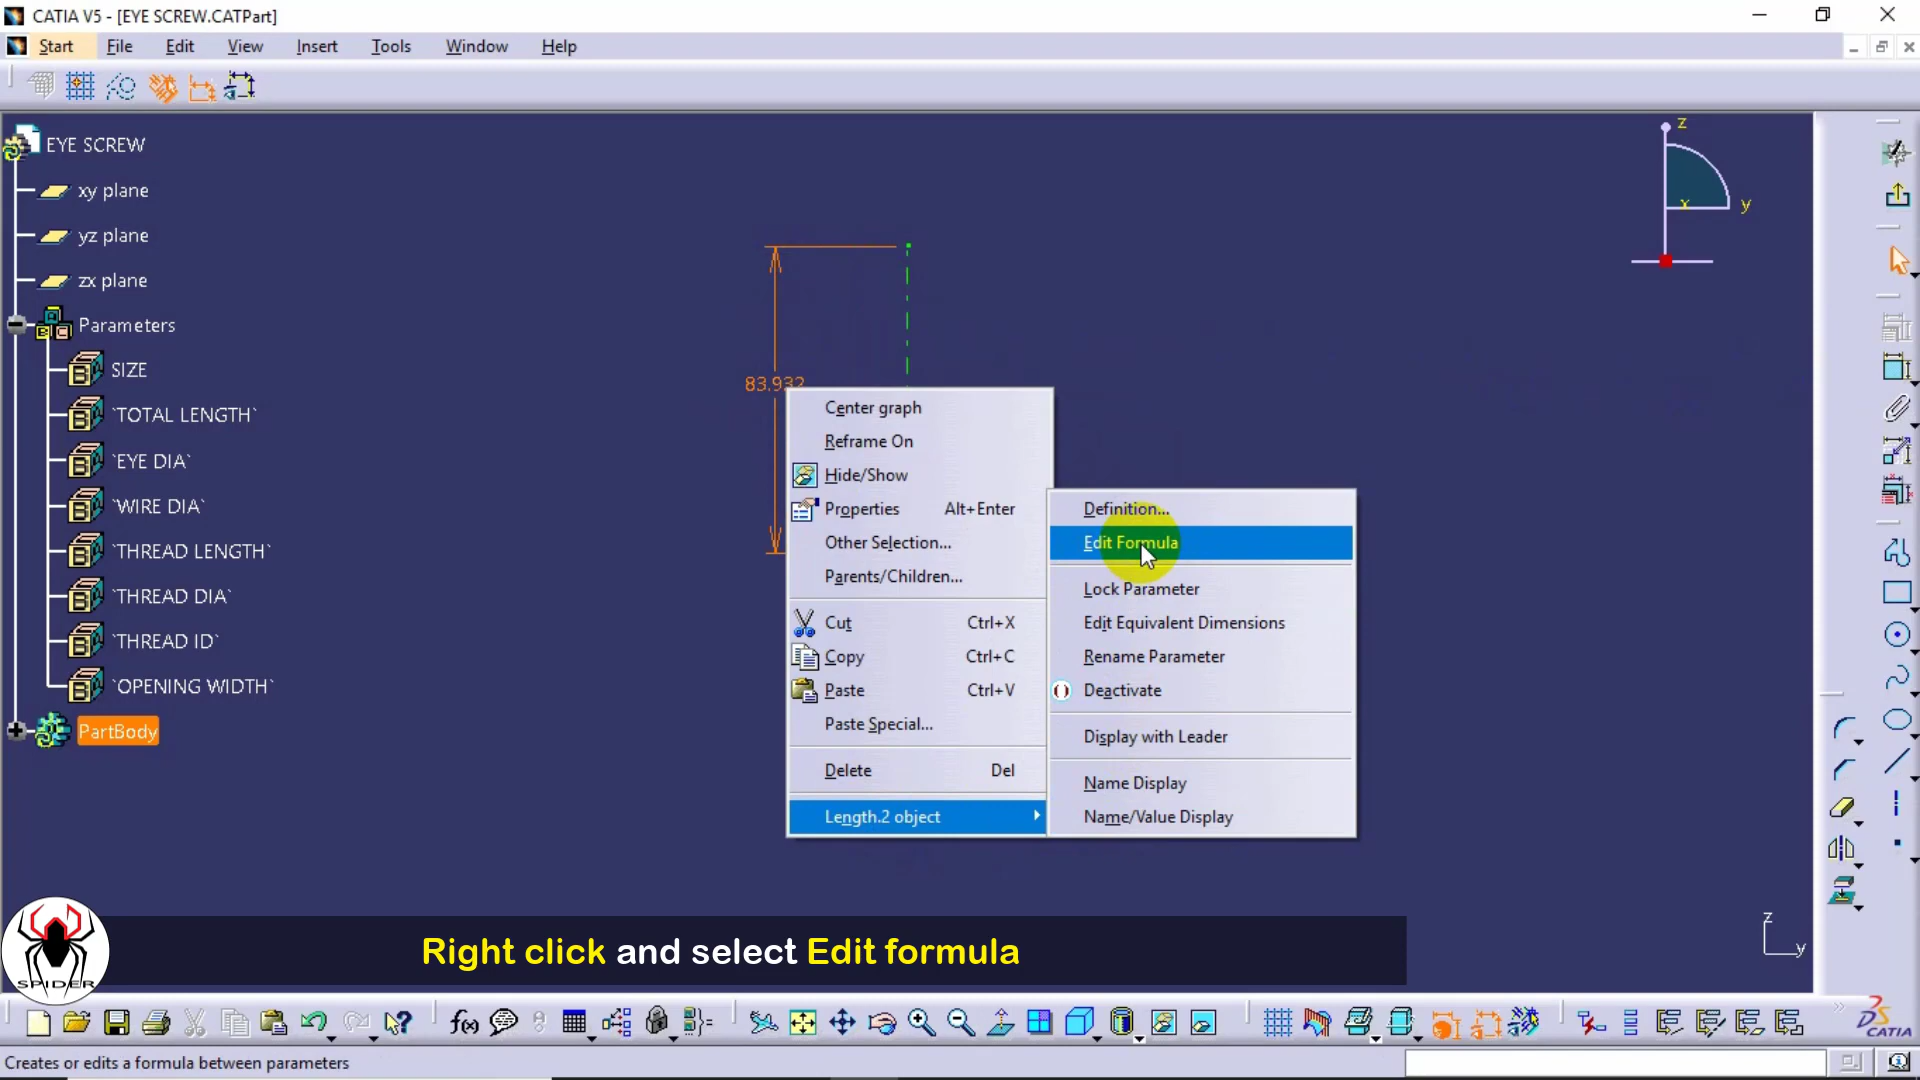 CATIA V5 - [EYE SCREW.CATPart]
Start File Edit View Insert Tools Window Help
EYE SCREW
xy plane
yz plane
zx plane
Parameters
SIZE
`TOTAL LENGTH`
`EYE DIA`
`WIRE DIA`
`THREAD LENGTH`
`THREAD DIA`
`THREAD ID`
`OPENING WIDTH`
PartBody
z
x
y
83.932
Center graph
Reframe On
Hide/Show
Properties Alt+Enter
Other Selection...
Parents/Children...
Cut Ctrl+X
Copy Ctrl+C
Paste Ctrl+V
Paste Special...
Delete Del
Length.2 object
Definition...
Edit Formula
Lock Parameter
Edit Equivalent Dimensions
Rename Parameter
Deactivate
Display with Leader
Name Display
Name/Value Display
z
y
SPIDER
Right click and select Edit formula
f(x)
CATIA
Creates or edits a formula between parameters